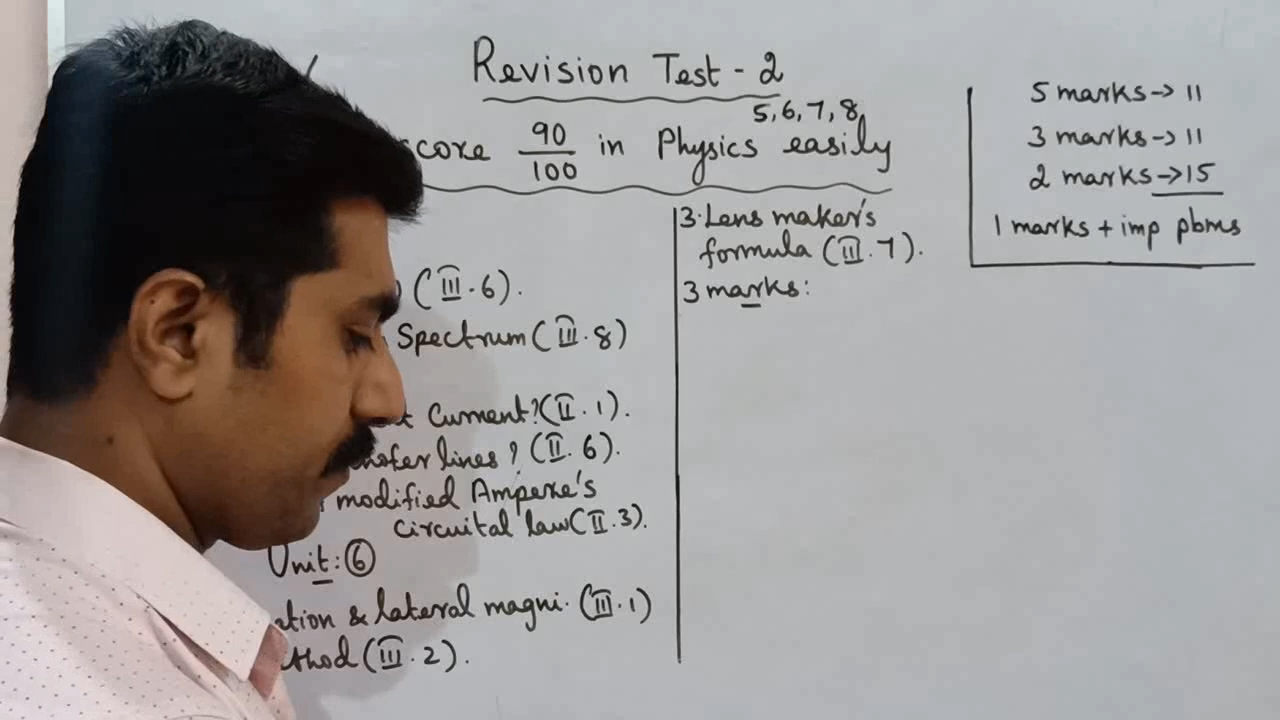 Revision Test - 2
5, 6, 7, 8
score 90/100 in Physics easily
(III. 6).
Spectrum (III. 8)
Current? (II. 1).
lines? (II. 6).
modified Ampere's
circuital law (II. 3).
Unit: ⑥
& lateral magni. (III. 1)
(III. 2).
3. Lens maker's
formula (III. 7).
3 marks:
5 marks → 11
3 marks → 11
2 marks → 15
1 marks + imp pbms